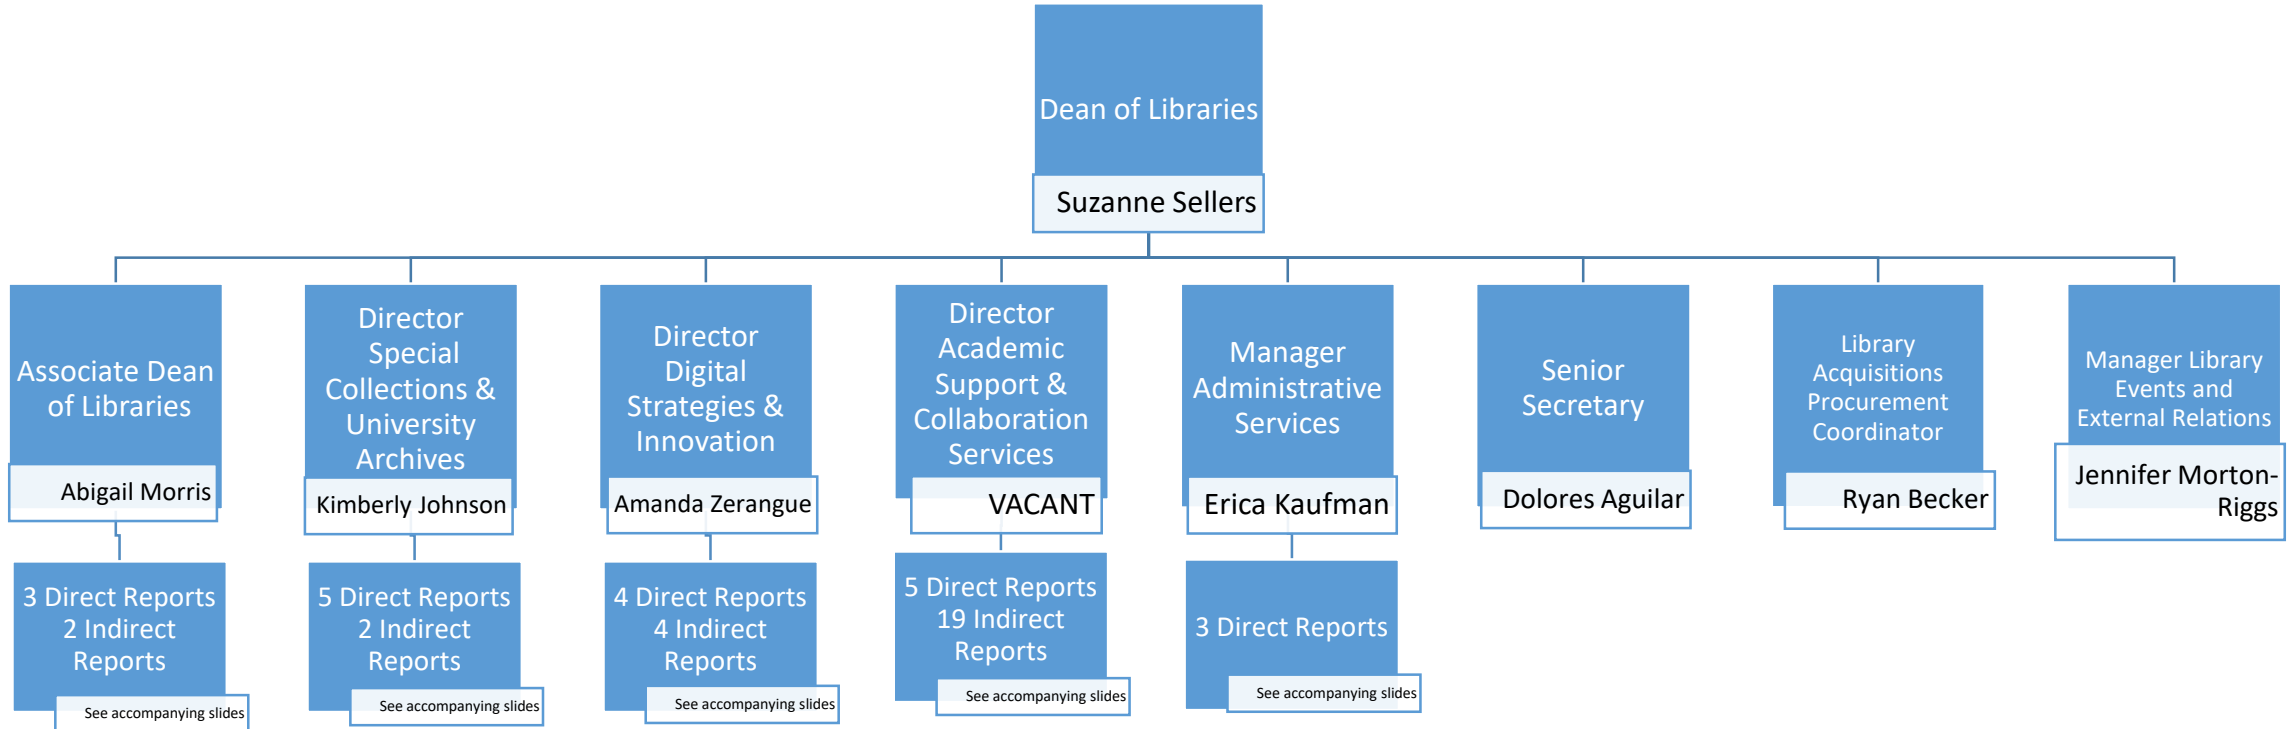 Dean of Libraries
Suzanne Sellers
Associate Dean
of Libraries
Abigail Morris
Director
Special
Collections &
University
Archives
Kimberly Johnson
Director
Digital
Strategies &
Innovation
Amanda Zerangue
Director
Academic
Support &
Collaboration
Services
VACANT
Manager
Administrative
Services
Erica Kaufman
Senior
Secretary
Dolores Aguilar
Library
Acquisitions
Procurement
Coordinator
Ryan Becker
Manager Library
Events and
External Relations
Jennifer Morton-
Riggs
3 Direct Reports
2 Indirect
Reports
See accompanying slides
5 Direct Reports
2 Indirect
Reports
See accompanying slides
4 Direct Reports
4 Indirect
Reports
See accompanying slides
5 Direct Reports
19 Indirect
Reports
See accompanying slides
3 Direct Reports
See accompanying slides